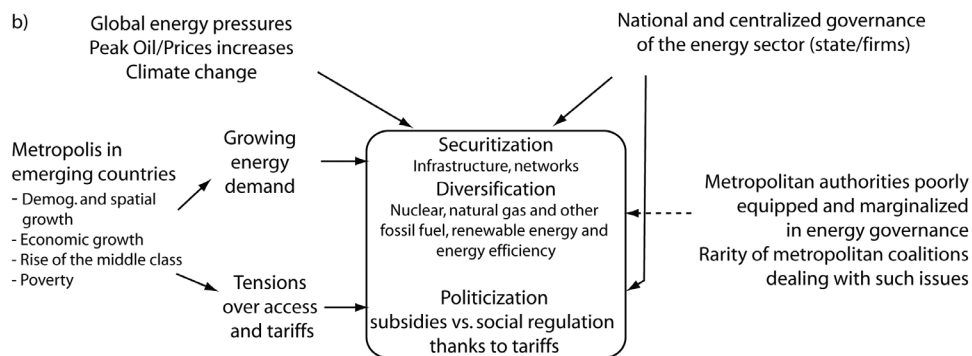 b)
Global energy pressures
Peak Oil/Prices increases
Climate change
National and centralized governance
of the energy sector (state/firms)
Metropolis in
emerging countries
- Demog. and spatial
growth
- Economic growth
- Rise of the middle class
- Poverty
Growing
energy
demand
Tensions
over access
and tariffs
Securitization
Infrastructure, networks
Diversification
Nuclear, natural gas and other
fossil fuel, renewable energy and
energy efficiency
Politicization
subsidies vs. social regulation
thanks to tariffs
Metropolitan authorities poorly
equipped and marginalized
in energy governance
Rarity of metropolitan coalitions
dealing with such issues